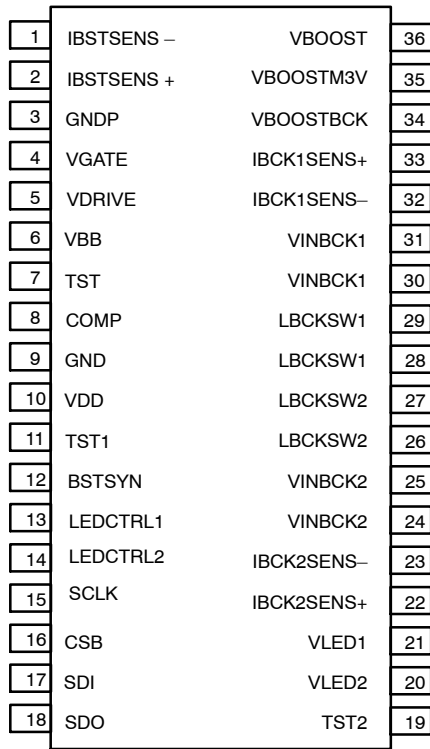 1 IBSTSENS − VBOOST 36
2 IBSTSENS + VBOOSTM3V 35
3 GNDP VBOOSTBCK 34
4 VGATE IBCK1SENS+ 33
5 VDRIVE IBCK1SENS− 32
6 VBB VINBCK1 31
7 TST VINBCK1 30
8 COMP LBCKSW1 29
9 GND LBCKSW1 28
10 VDD LBCKSW2 27
11 TST1 LBCKSW2 26
12 BSTSYN VINBCK2 25
13 LEDCTRL1 VINBCK2 24
14 LEDCTRL2 IBCK2SENS− 23
15 SCLK IBCK2SENS+ 22
16 CSB VLED1 21
17 SDI VLED2 20
18 SDO TST2 19